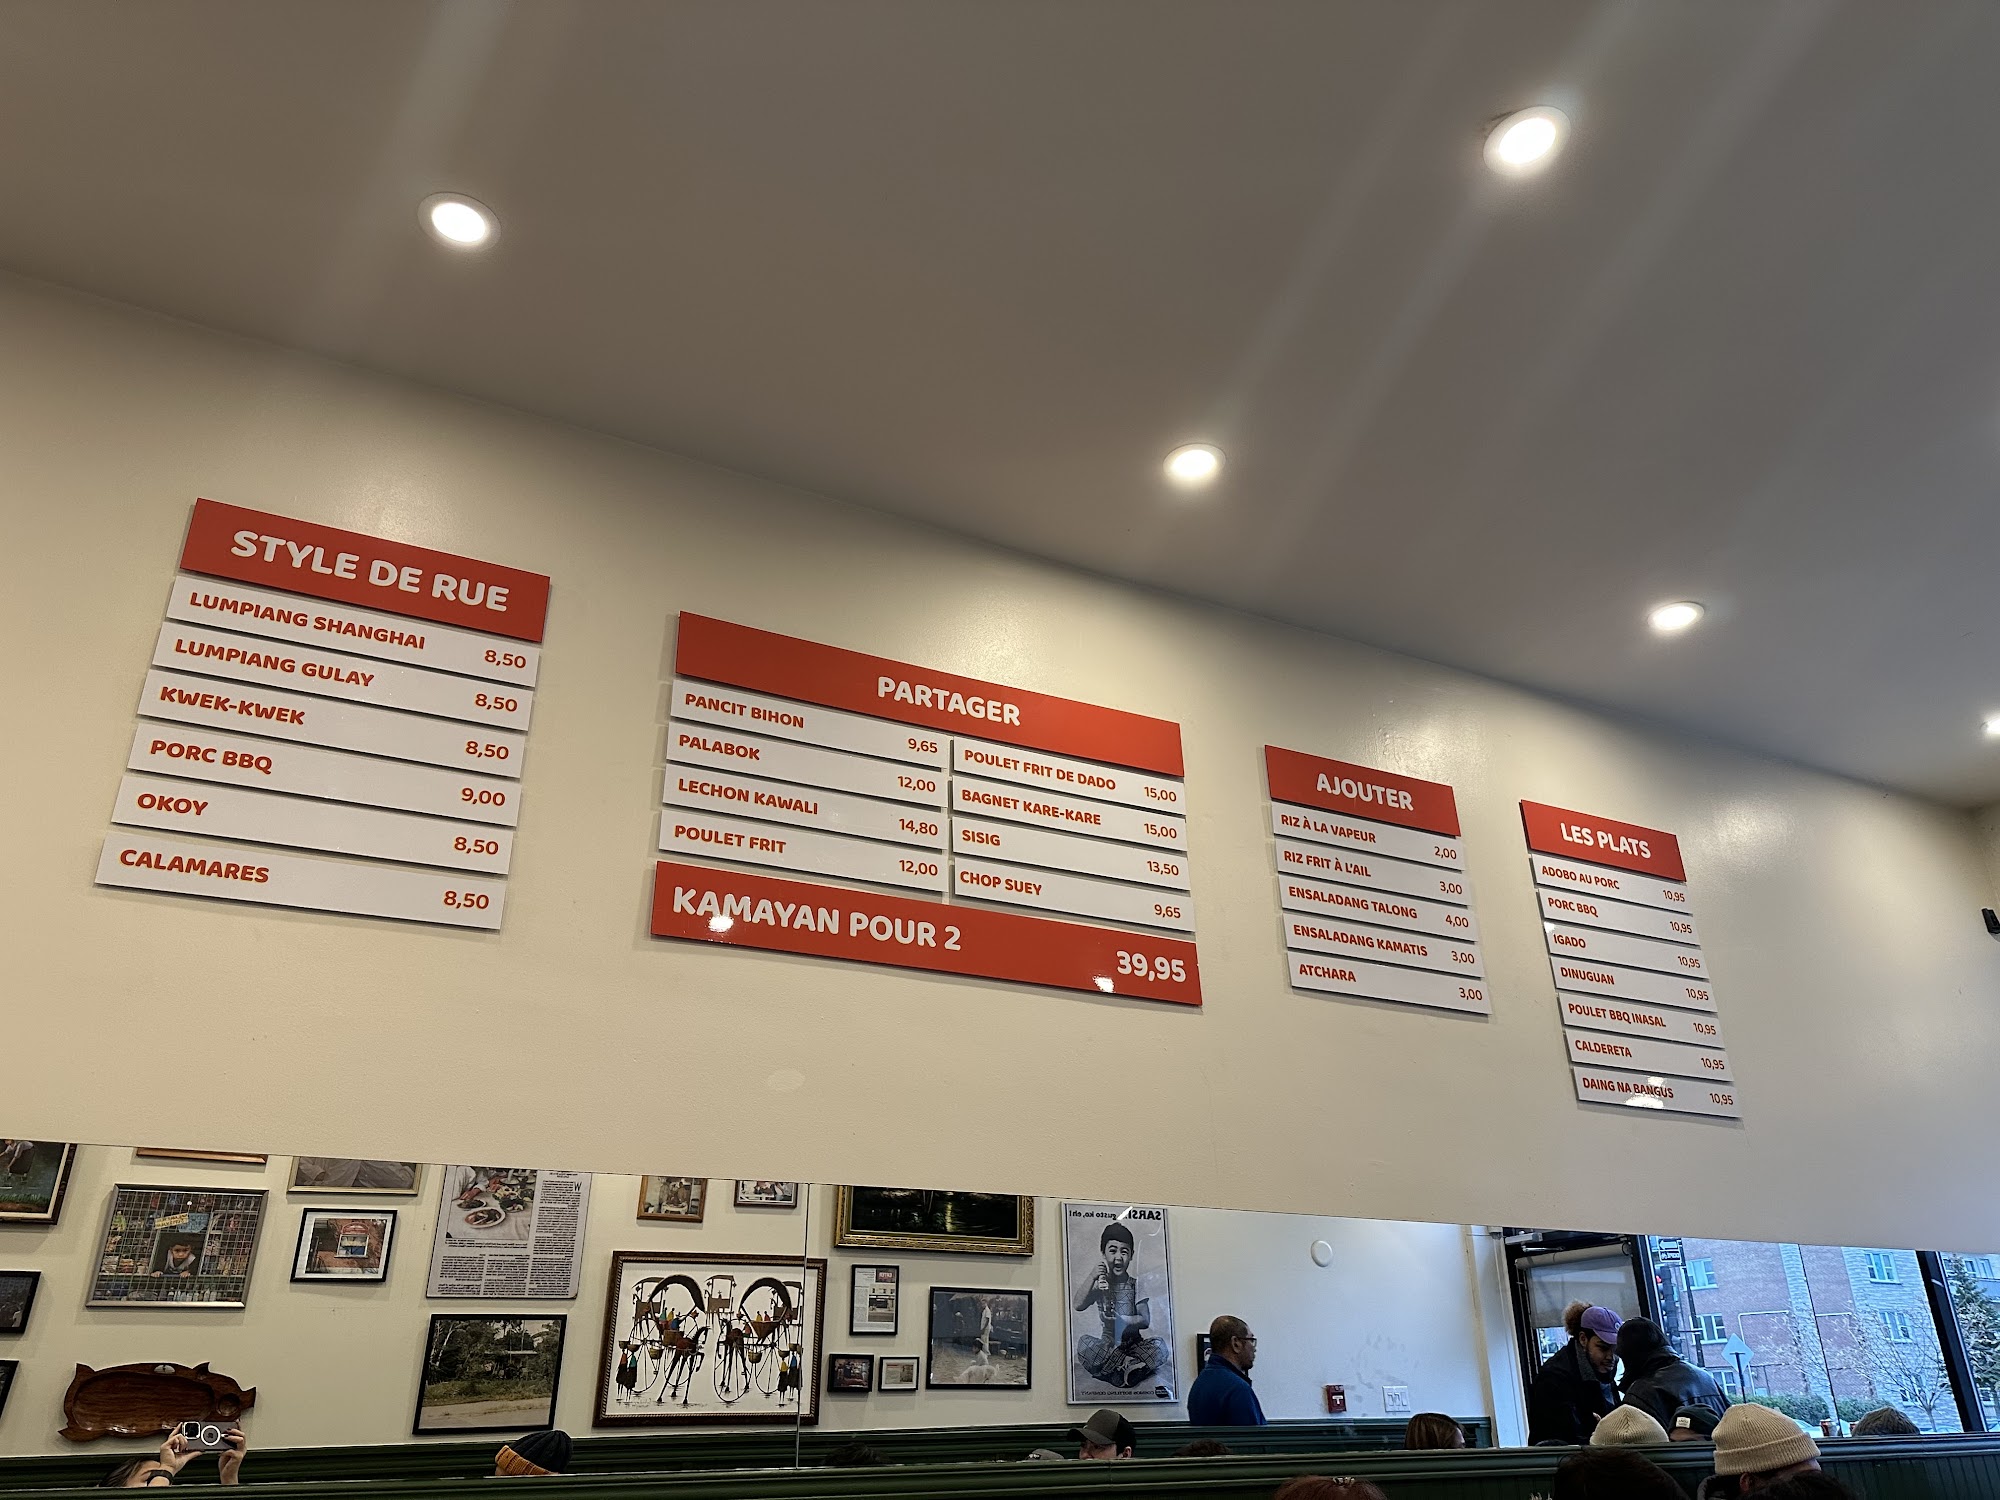 STYLE DE RUE
LUMPIANG SHANGHAI 8,50
LUMPIANG GULAY 8,50
KWEK-KWEK 8,50
PORC BBQ 9,00
OKOY 8,50
CALAMARES 8,50
PARTAGER
PANCIT BIHON 9,65
PALABOK 12,00
LECHON KAWALI 14,80
POULET FRIT 12,00
POULET FRIT DE DADO 15,00
BAGNET KARE-KARE 15,00
SISIG 13,50
CHOP SUEY 9,65
KAMAYAN POUR 2 39,95
AJOUTER
RIZ À LA VAPEUR 2,00
RIZ FRIT À L'AIL 3,00
ENSALADANG TALONG 4,00
ENSALADANG KAMATIS 3,00
ATCHARA 3,00
LES PLATS
ADOBO AU PORC 10,95
PORC BBQ 10,95
IGADO 10,95
DINUGUAN 10,95
POULET BBQ INASAL 10,95
CALDERETA 10,95
DAING NA BANGUS 10,95